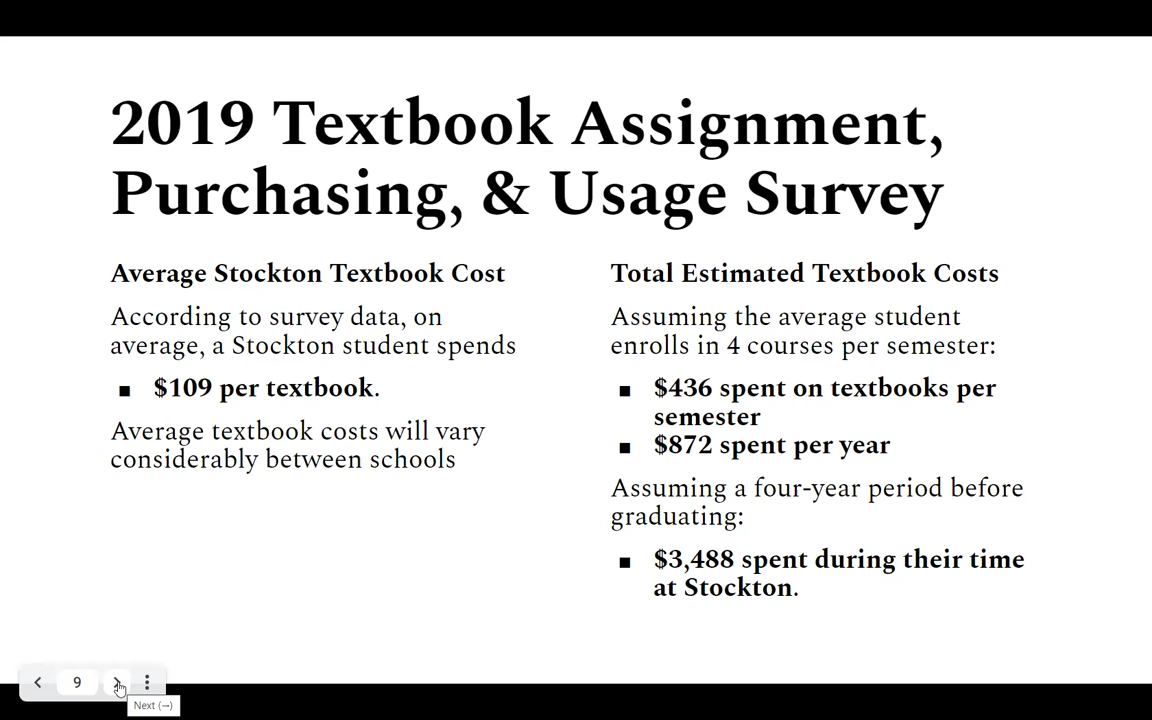 2019 Textbook Assignment,
Purchasing, & Usage Survey
Average Stockton Textbook Cost
According to survey data, on
average, a Stockton student spends
▪ $109 per textbook.
Average textbook costs will vary
considerably between schools
Total Estimated Textbook Costs
Assuming the average student
enrolls in 4 courses per semester:
▪ $436 spent on textbooks per
semester
▪ $872 spent per year
Assuming a four-year period before
graduating:
▪ $3,488 spent during their time
at Stockton.
9
Next (→)